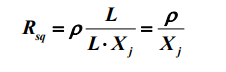 R_sq = ρ L / (L · X_j) = ρ / X_j